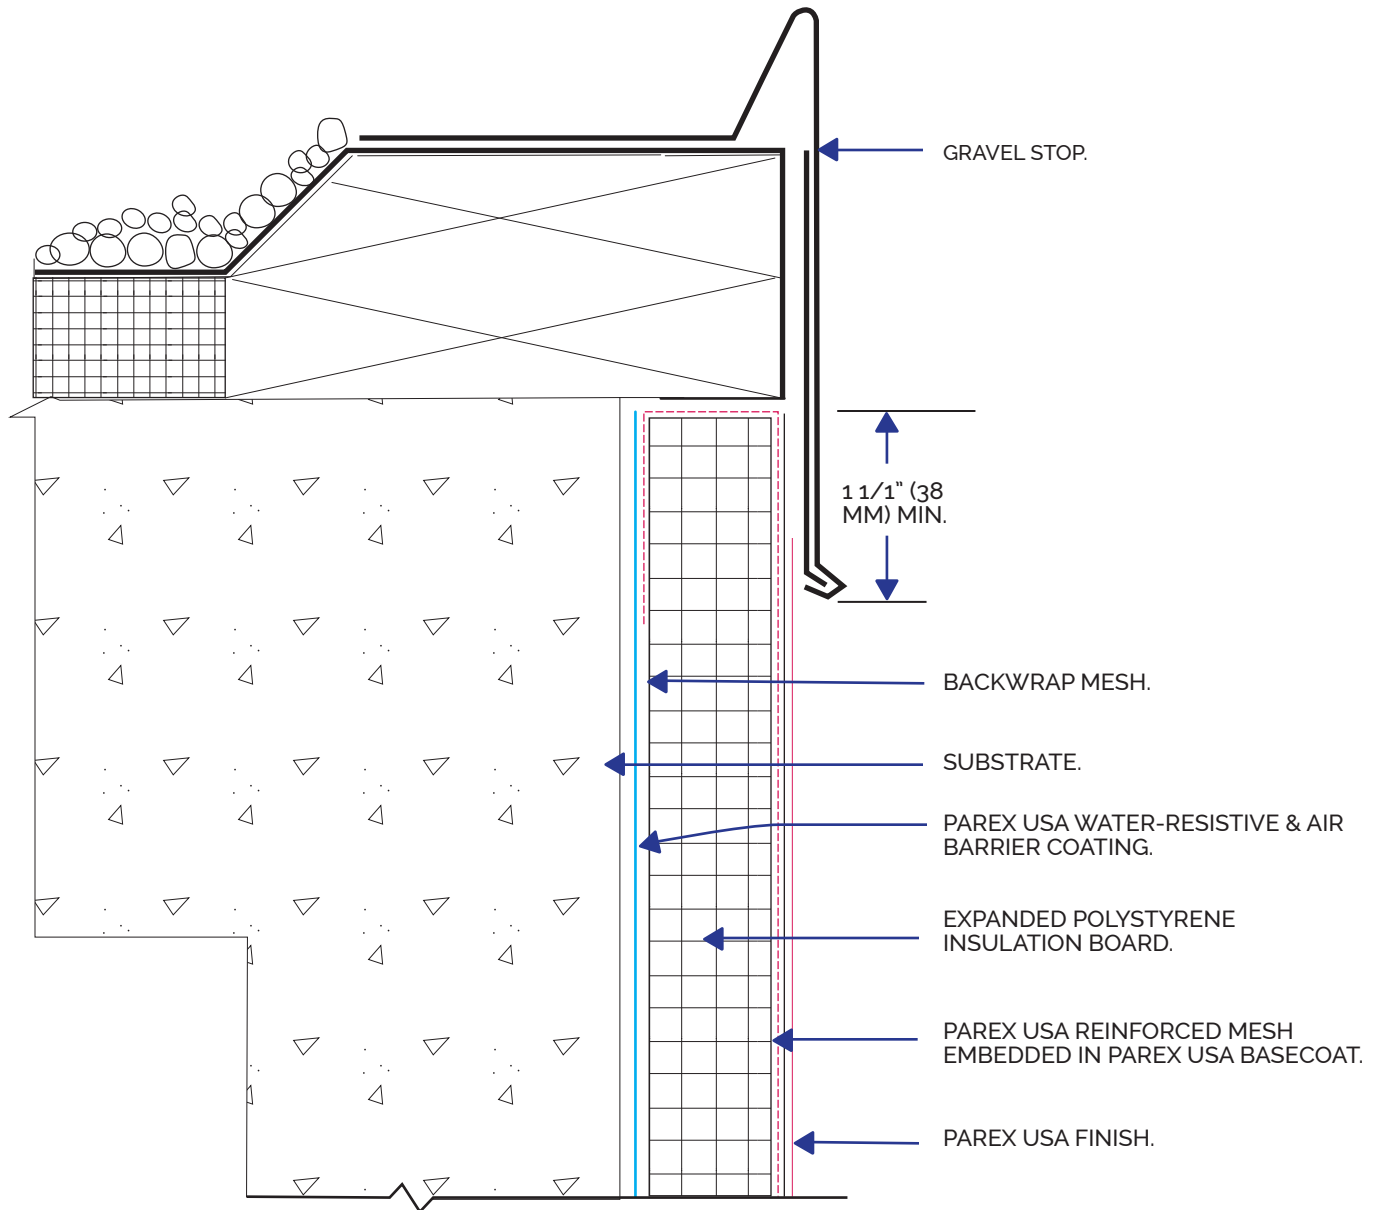 GRAVEL STOP.
1 1/1” (38
MM) MIN.
BACKWRAP MESH.
SUBSTRATE.
PAREX USA WATER-RESISTIVE & AIR
BARRIER COATING.
EXPANDED POLYSTYRENE
INSULATION BOARD.
PAREX USA REINFORCED MESH
EMBEDDED IN PAREX USA BASECOAT.
PAREX USA FINISH.